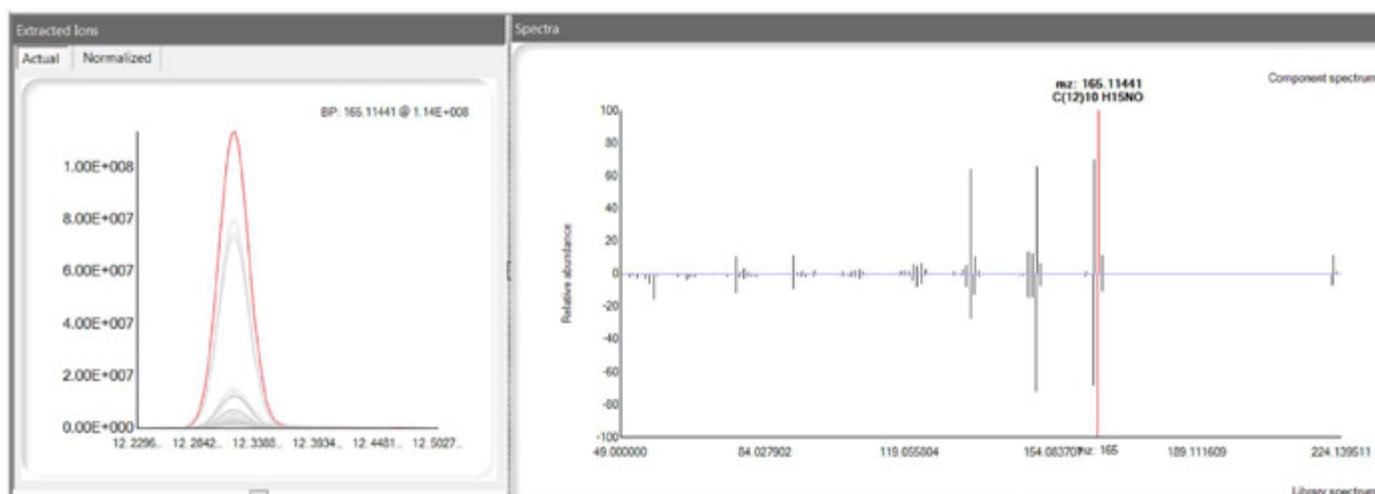 Extracted Ions
Actual Normalized
BP: 165.11441 @ 1.14E+008
1.00E+008
8.00E+007
6.00E+007
4.00E+007
2.00E+007
0.00E+000
12.2296.. 12.2842.. 12.3388.. 12.3934.. 12.4481.. 12.5027..
Spectra
Component spectrum
mz: 165.11441
C(12)10 H15NO
Relative abundance
100
80
60
40
20
0
-20
-40
-60
-80
-100
49.000000 84.027902 119.055804 154.083707 mz: 165 189.111609 224.139511
Library spectrum